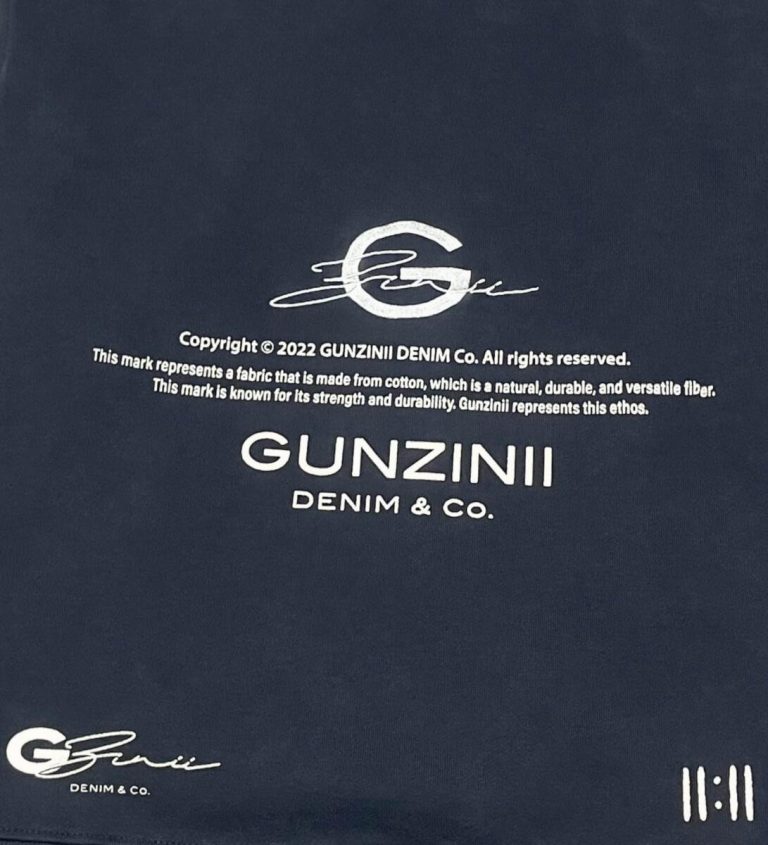 G Zunii
Copyright © 2022 GUNZINII DENIM Co. All rights reserved.
This mark represents a fabric that is made from cotton, which is a natural, durable, and versatile fiber.
This mark is known for its strength and durability. Gunzinii represents this ethos.
GUNZINII
DENIM & CO.
G Zunii
DENIM & CO.
11:11